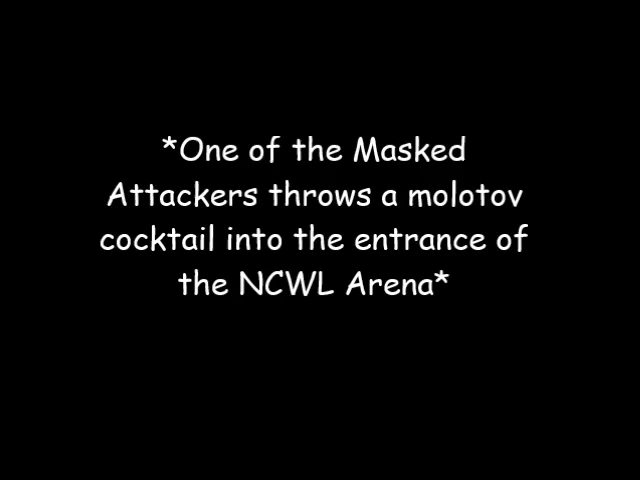 *One of the Masked
Attackers throws a molotov
cocktail into the entrance of
the NCWL Arena*